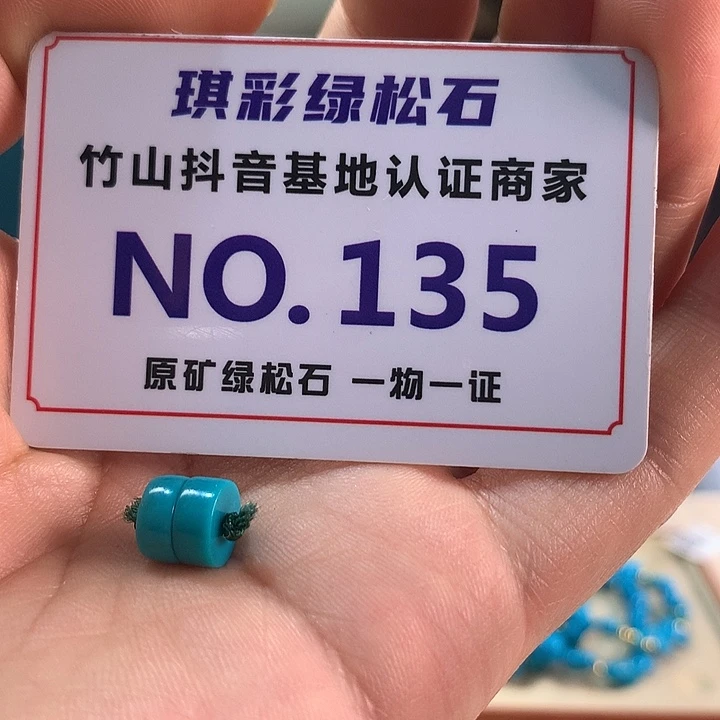 琪彩绿松石
竹山抖音基地认证商家
NO.135
原矿绿松石 一物一证